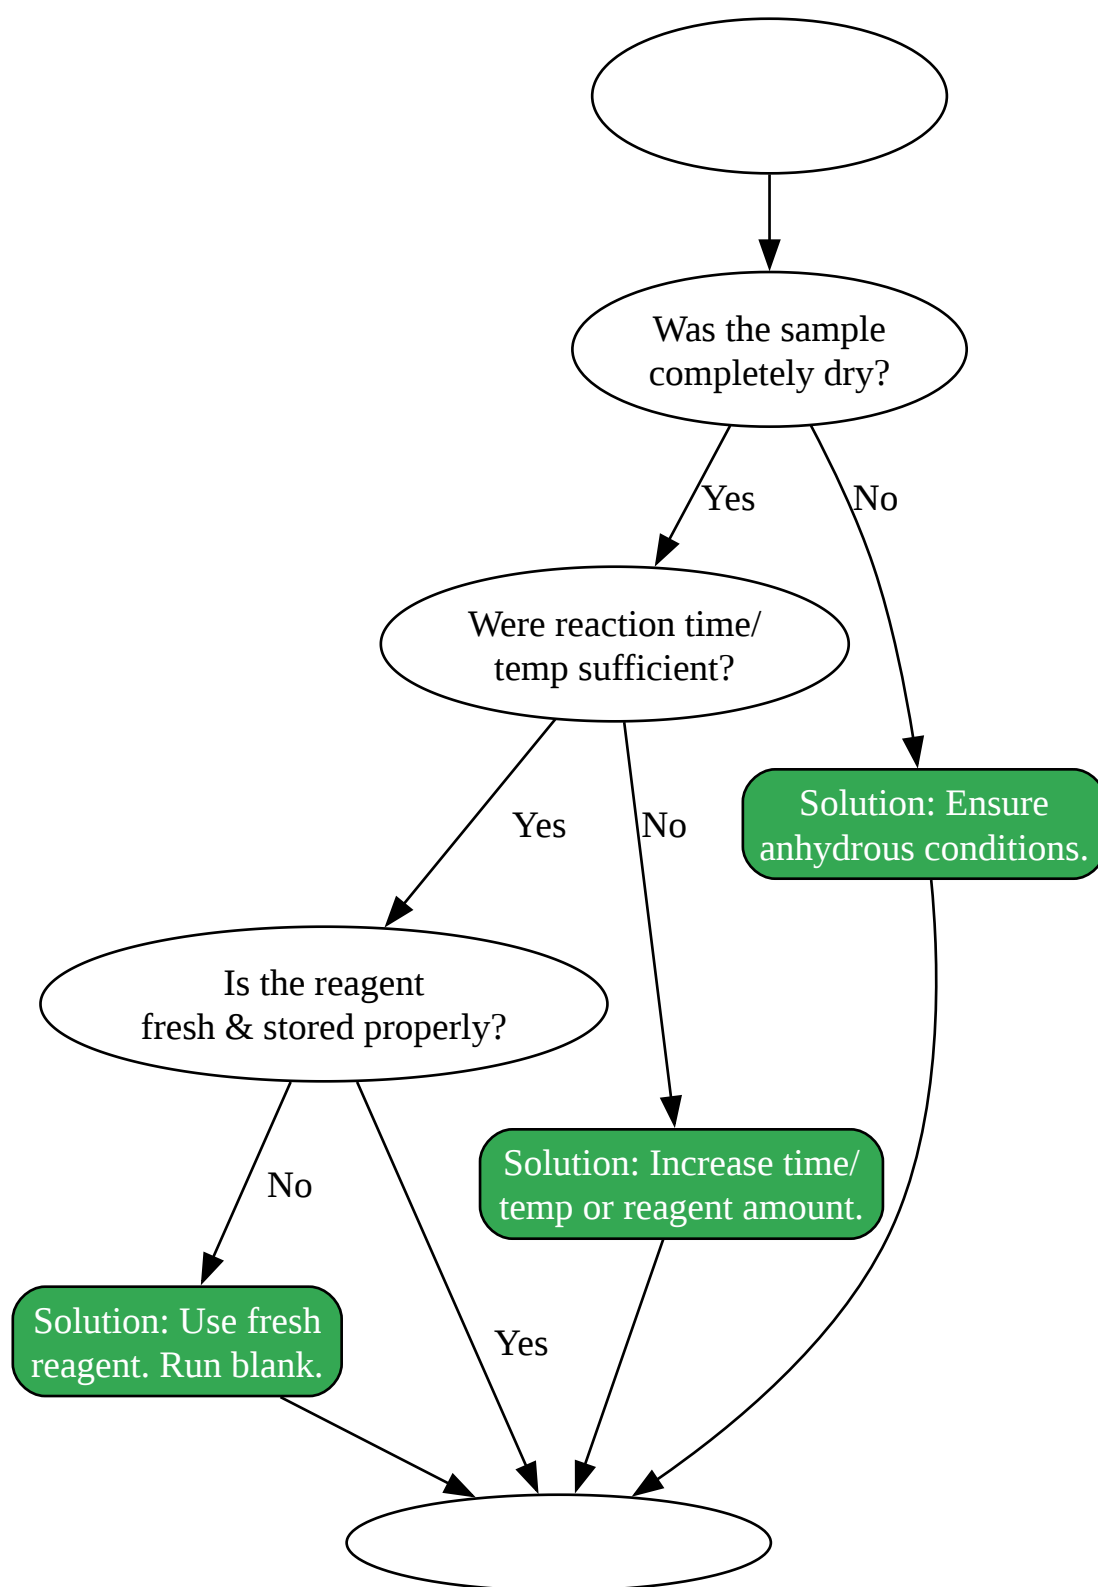 Was the sample
completely dry?
Yes
No
Were reaction time/
temp sufficient?
Solution: Ensure
anhydrous conditions.
Yes
No
Is the reagent
fresh & stored properly?
Solution: Increase time/
temp or reagent amount.
No
Solution: Use fresh
reagent. Run blank.
Yes